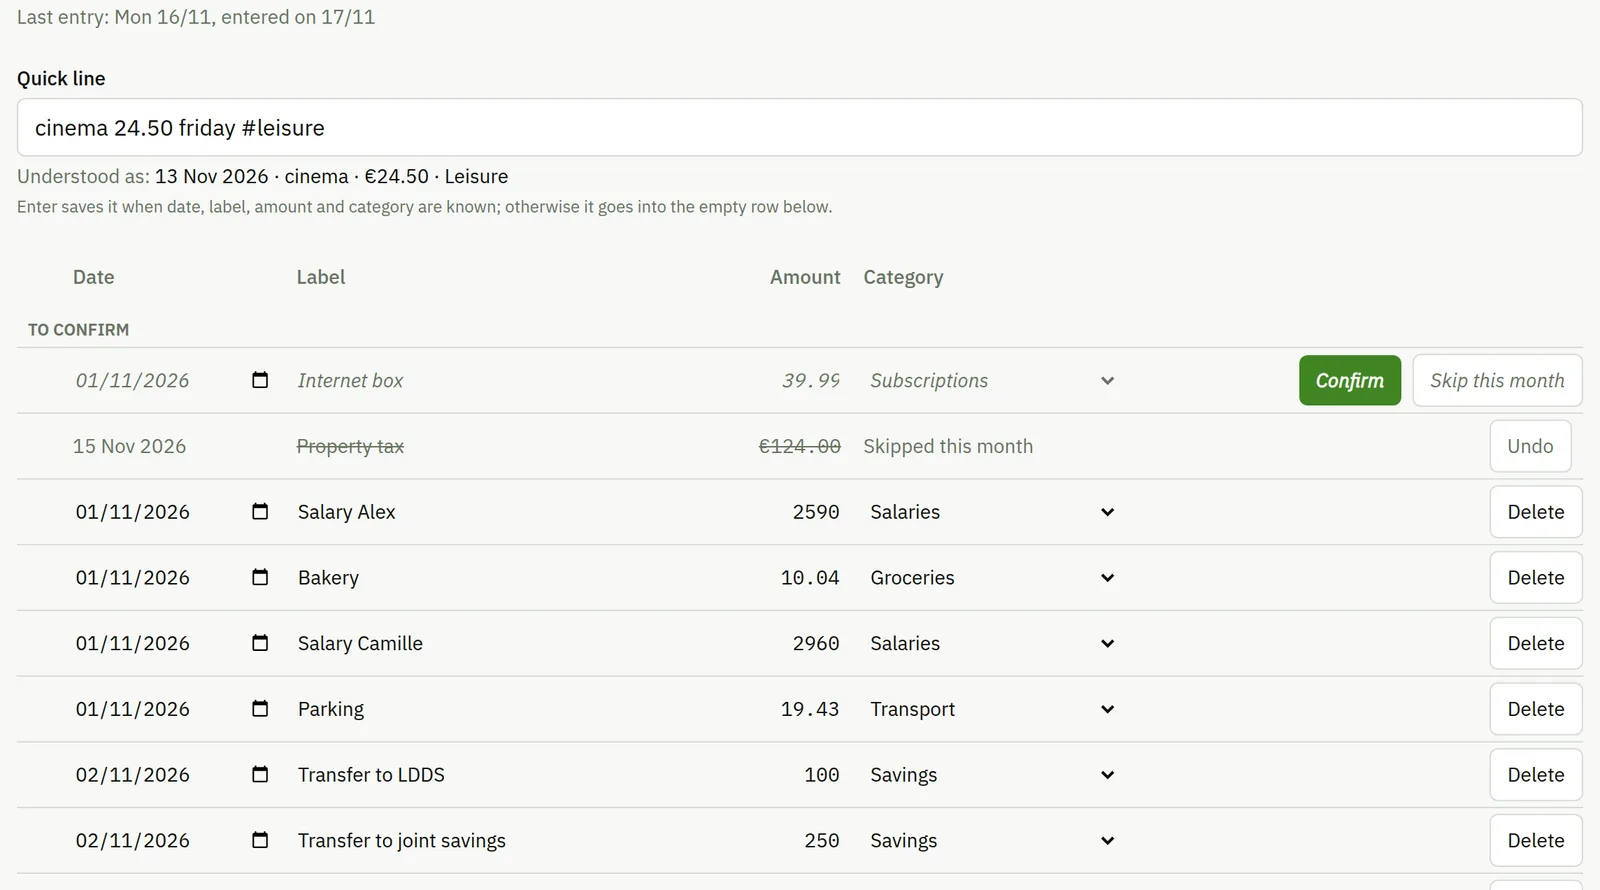 Last entry: Mon 16/11, entered on 17/11
Quick line
cinema 24.50 friday #leisure
Understood as: 13 Nov 2026 · cinema · €24.50 · Leisure
Enter saves it when date, label, amount and category are known; otherwise it goes into the empty row below.
Date Label Amount Category
TO CONFIRM
01/11/2026 Internet box 39.99 Subscriptions Confirm Skip this month
15 Nov 2026 Property tax €124.00 Skipped this month Undo
01/11/2026 Salary Alex 2590 Salaries Delete
01/11/2026 Bakery 10.04 Groceries Delete
01/11/2026 Salary Camille 2960 Salaries Delete
01/11/2026 Parking 19.43 Transport Delete
02/11/2026 Transfer to LDDS 100 Savings Delete
02/11/2026 Transfer to joint savings 250 Savings Delete